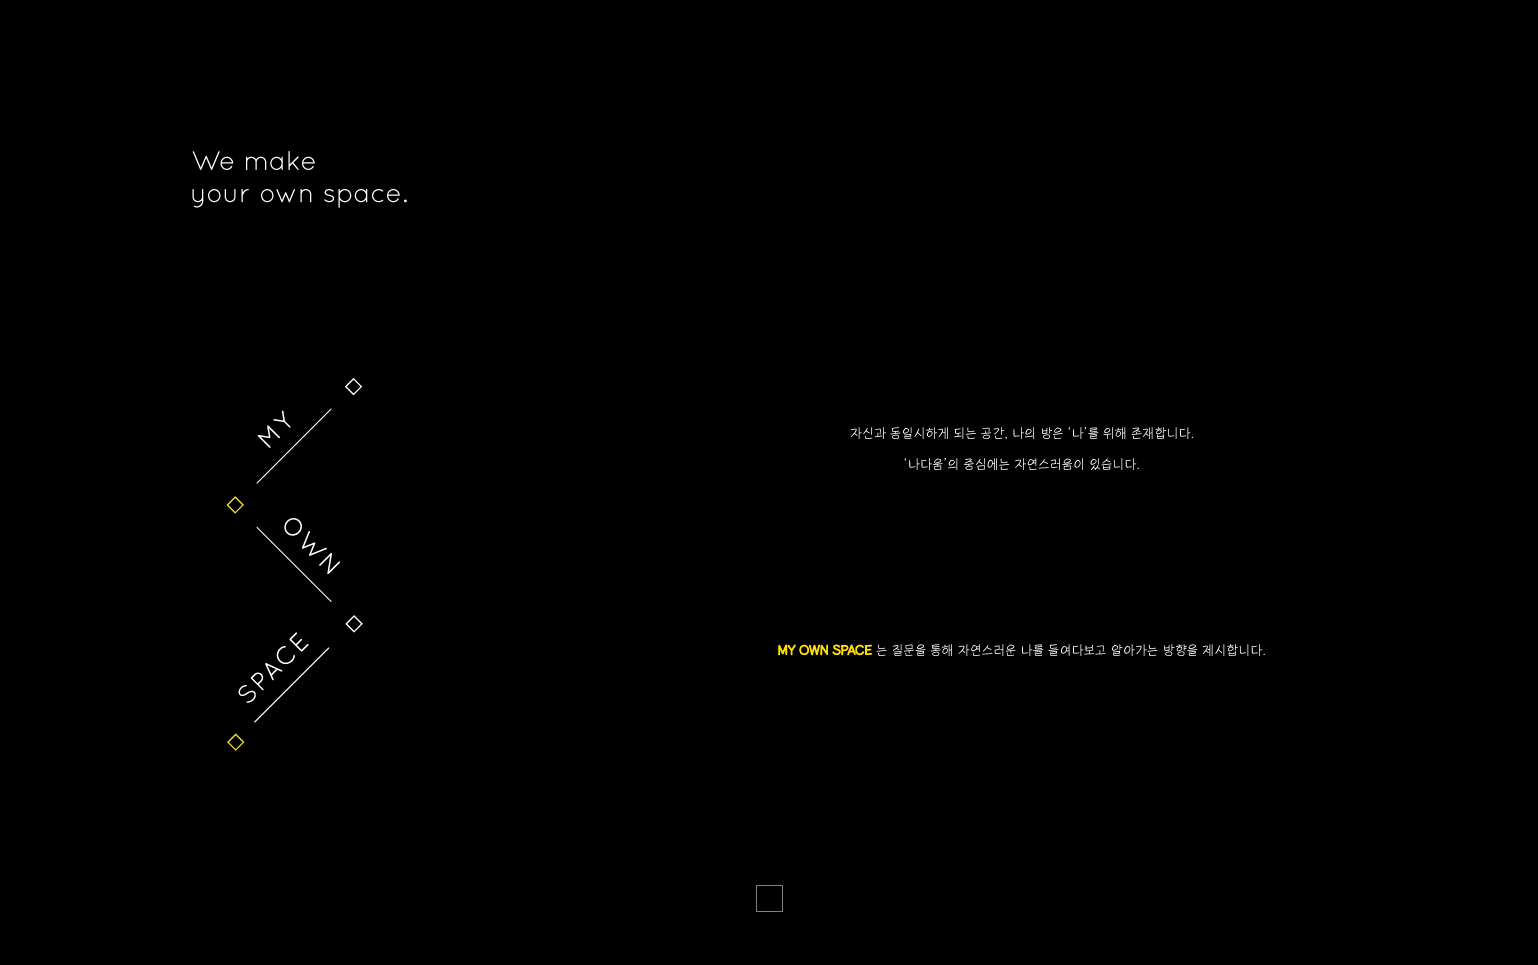 We make
your own space.
MY
OWN
SPACE
자신과 동일시하게 되는 공간, 나의 방은 ‘나’를 위해 존재합니다.
‘나다움’의 중심에는 자연스러움이 있습니다.
MY OWN SPACE 는 질문을 통해 자연스러운 나를 들여다보고 알아가는 방향을 제시합니다.